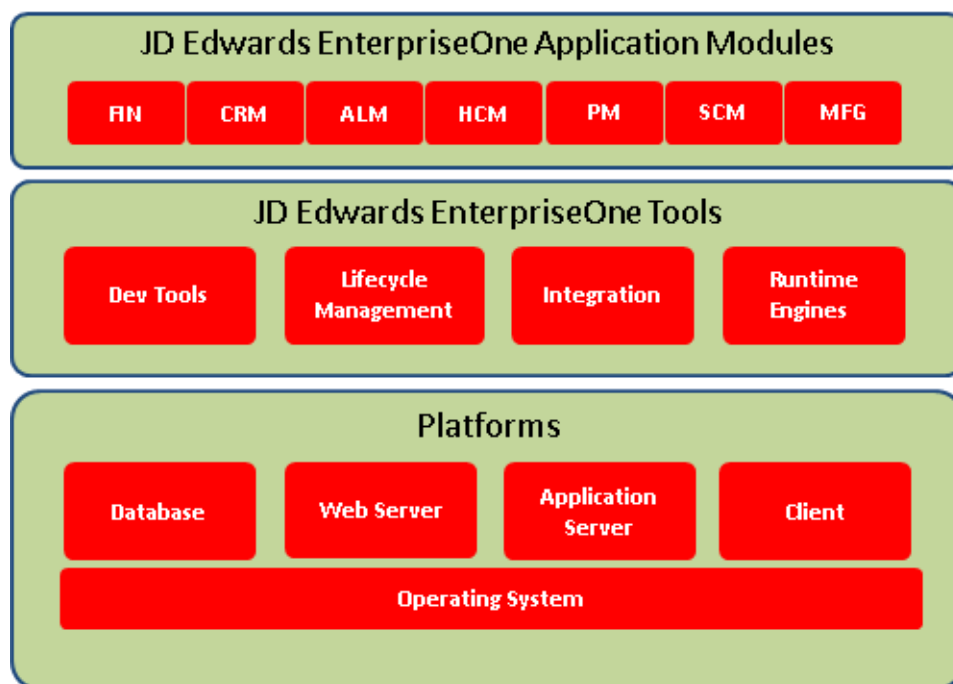 JD Edwards EnterpriseOne Application Modules
FIN CRM ALM HCM PM SCM MFG
JD Edwards EnterpriseOne Tools
Dev Tools
Lifecycle
Management
Integration
Runtime
Engines
Platforms
Database
Web Server
Application
Server
Client
Operating System